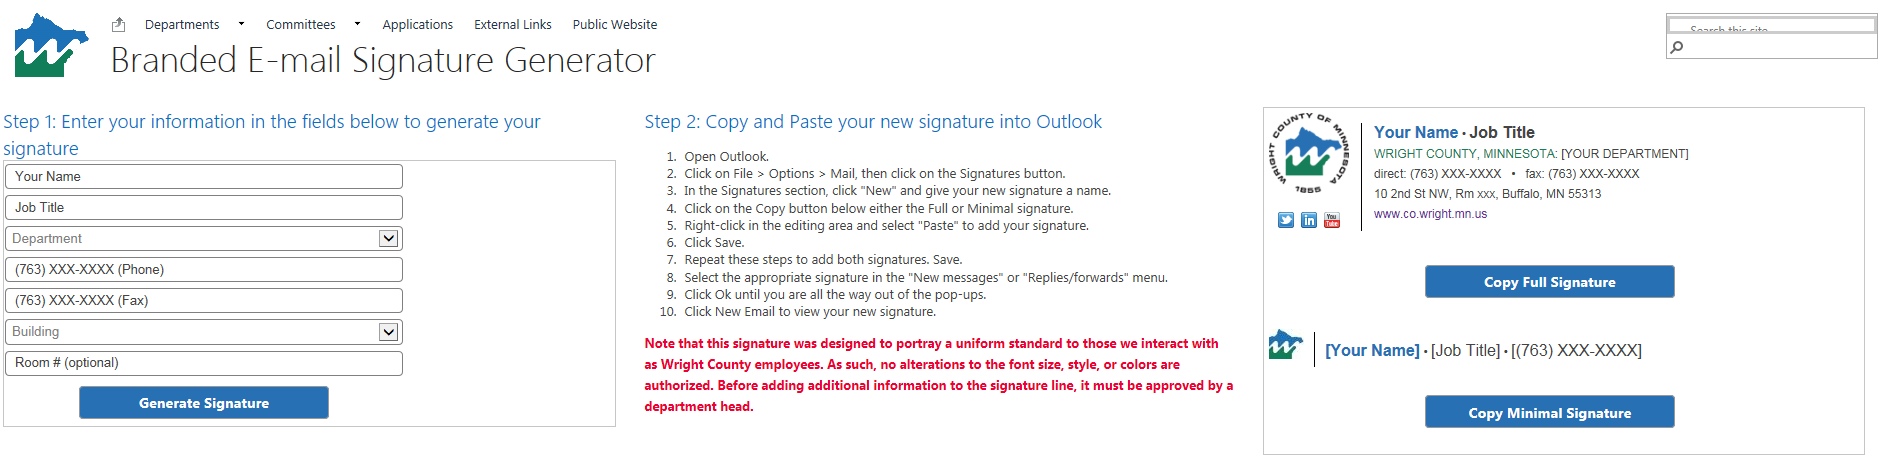 Departments Committees Applications External Links Public Website
Search this site
Branded E-mail Signature Generator
Step 1: Enter your information in the fields below to generate your
signature
Your Name
Job Title
Department
(763) XXX-XXXX (Phone)
(763) XXX-XXXX (Fax)
Building
Room # (optional)
Generate Signature
Step 2: Copy and Paste your new signature into Outlook
1. Open Outlook.
2. Click on File > Options > Mail, then click on the Signatures button.
3. In the Signatures section, click "New" and give your new signature a name.
4. Click on the Copy button below either the Full or Minimal signature.
5. Right-click in the editing area and select "Paste" to add your signature.
6. Click Save.
7. Repeat these steps to add both signatures. Save.
8. Select the appropriate signature in the "New messages" or "Replies/forwards" menu.
9. Click Ok until you are all the way out of the pop-ups.
10. Click New Email to view your new signature.
Note that this signature was designed to portray a uniform standard to those we interact with
as Wright County employees. As such, no alterations to the font size, style, or colors are
authorized. Before adding additional information to the signature line, it must be approved by a
department head.
WRIGHT COUNTY OF MINNESOTA
1855
in You Tube
Your Name • Job Title
WRIGHT COUNTY, MINNESOTA: [YOUR DEPARTMENT]
direct: (763) XXX-XXXX • fax: (763) XXX-XXXX
10 2nd St NW, Rm xxx, Buffalo, MN 55313
www.co.wright.mn.us
Copy Full Signature
[Your Name] • [Job Title] • [(763) XXX-XXXX]
Copy Minimal Signature